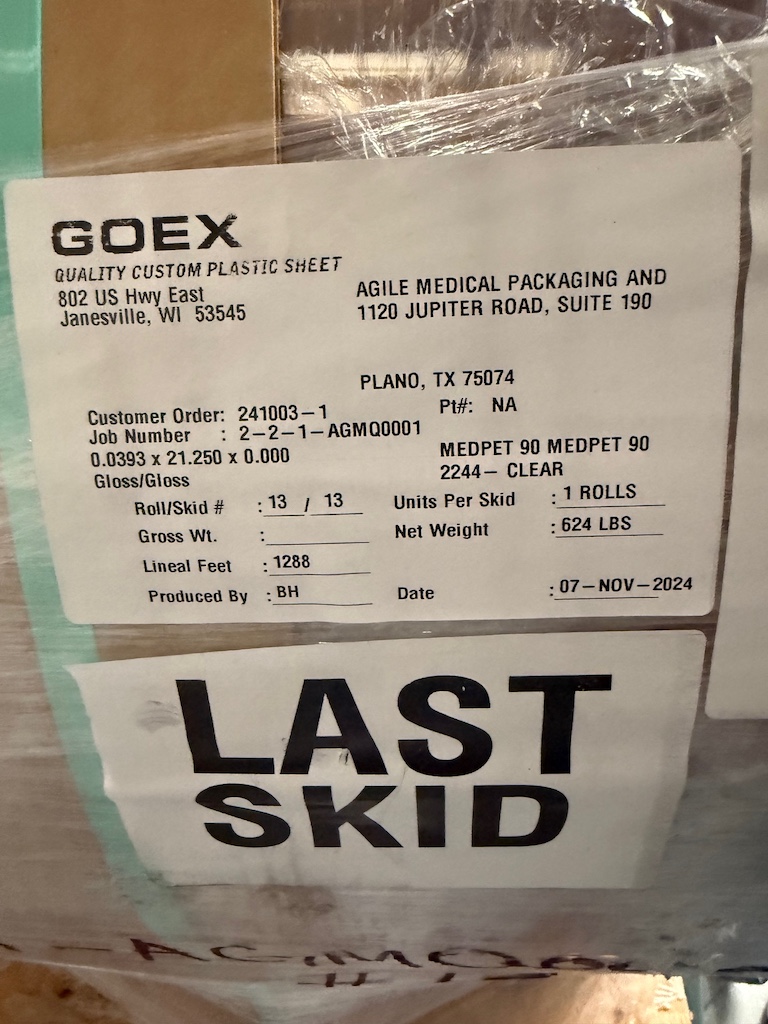 GOEX
QUALITY CUSTOM PLASTIC SHEET
802 US Hwy East
Janesville, WI 53545
AGILE MEDICAL PACKAGING AND
1120 JUPITER ROAD, SUITE 190
PLANO, TX 75074
Customer Order: 241003-1
Pt#: NA
Job Number : 2-2-1-AGMQ0001
0.0393 x 21.250 x 0.000
MEDPET 90 MEDPET 90
Gloss/Gloss
2244- CLEAR
Roll/Skid # : 13 / 13
Units Per Skid : 1 ROLLS
Gross Wt. :
Net Weight : 624 LBS
Lineal Feet : 1288
Produced By : BH
Date : 07-NOV-2024
LAST
SKID